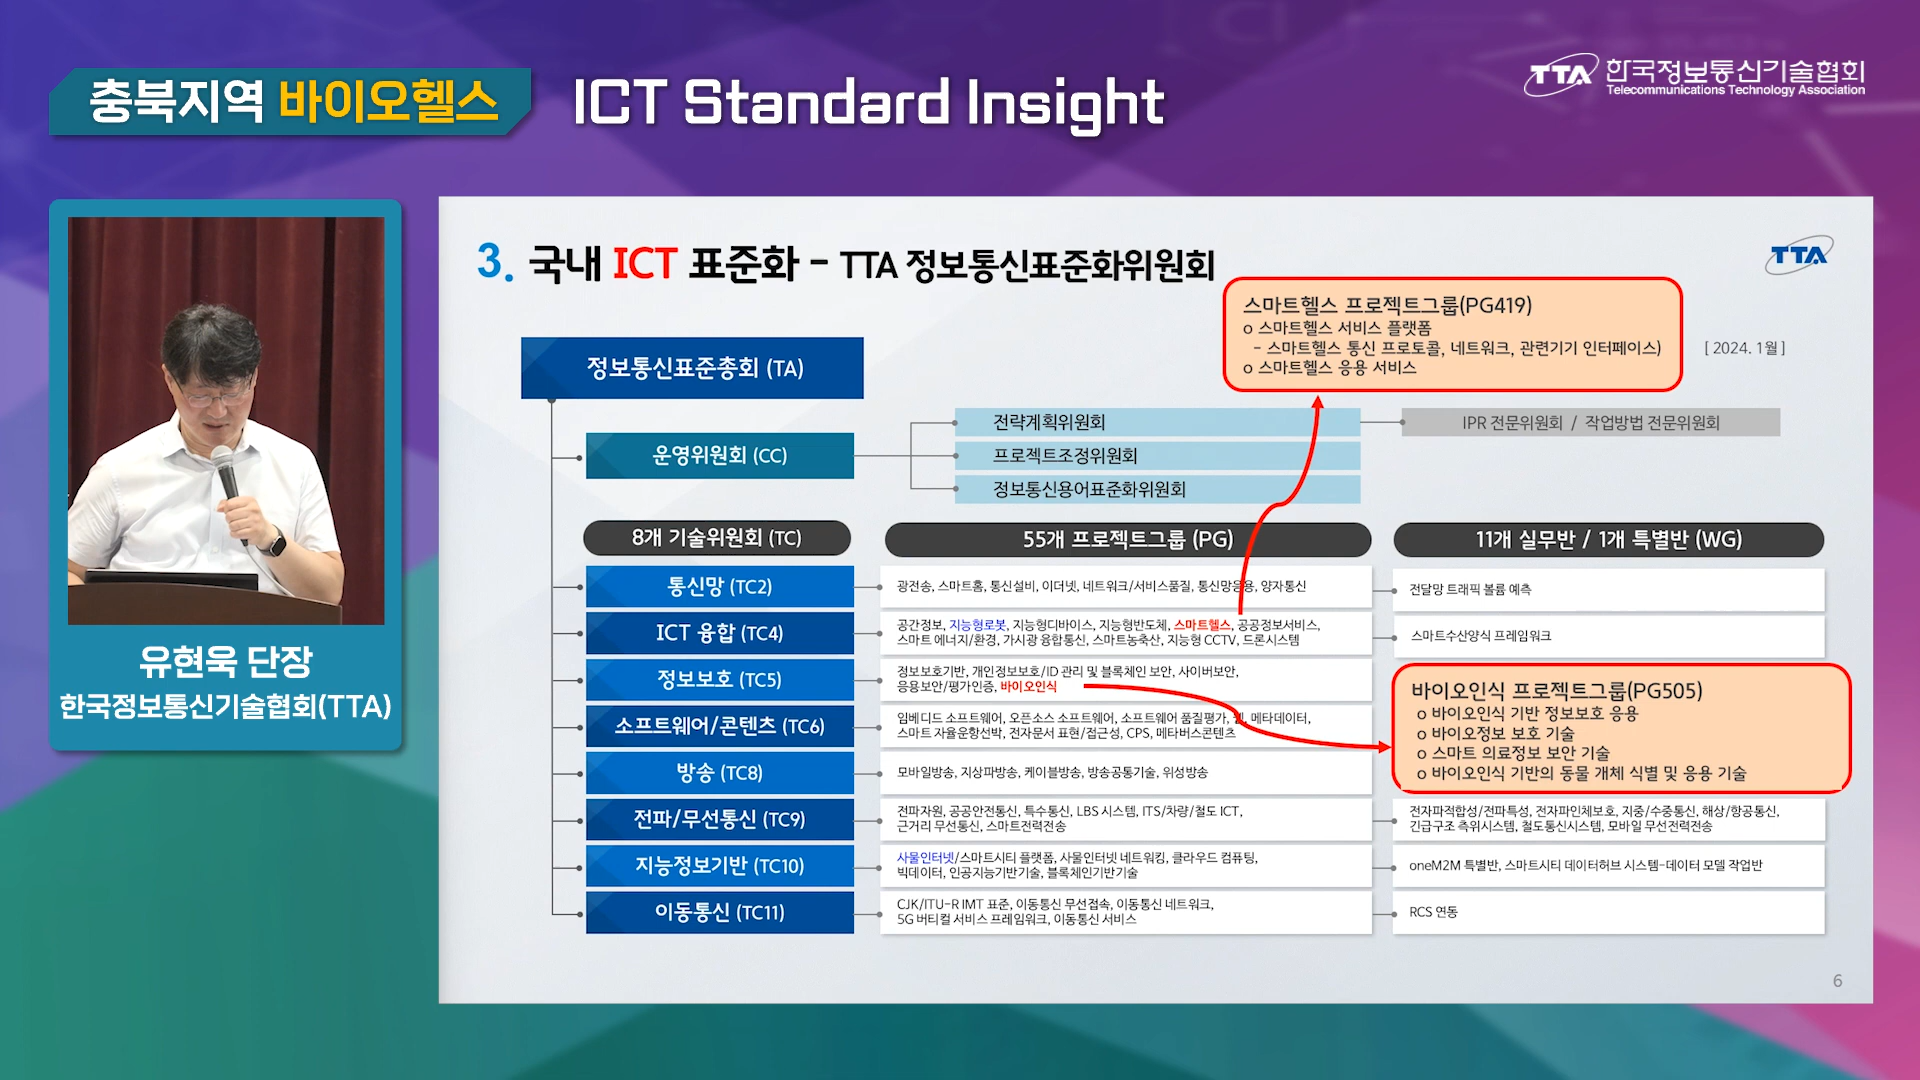 충북지역 바이오헬스 ICT Standard Insight
TTA 한국정보통신기술협회
Telecommunications Technology Association
유현욱 단장
한국정보통신기술협회(TTA)
3. 국내 ICT 표준화 - TTA 정보통신표준화위원회
TTA
스마트헬스 프로젝트그룹(PG419)
o 스마트헬스 서비스 플랫폼
- 스마트헬스 통신 프로토콜, 네트워크, 관련기기 인터페이스)
o 스마트헬스 응용 서비스
[ 2024. 1월 ]
정보통신표준총회 (TA)
운영위원회 (CC)
전략계획위원회
프로젝트조정위원회
정보통신용어표준화위원회
IPR 전문위원회 / 작업방법 전문위원회
8개 기술위원회 (TC)
55개 프로젝트그룹 (PG)
11개 실무반 / 1개 특별반 (WG)
통신망 (TC2)
광전송, 스마트홈, 통신설비, 이더넷, 네트워크/서비스품질, 통신망응용, 양자통신
전달망 트래픽 볼륨 예측
ICT 융합 (TC4)
공간정보, 지능형로봇, 지능형디바이스, 지능형반도체, 스마트헬스, 공공정보서비스,
스마트 에너지/환경, 가시광 융합통신, 스마트농축산, 지능형 CCTV, 드론시스템
스마트수산양식 프레임워크
정보보호 (TC5)
정보보호기반, 개인정보보호/ID 관리 및 블록체인 보안, 사이버보안,
응용보안/평가인증, 바이오인식
바이오인식 프로젝트그룹(PG505)
o 바이오인식 기반 정보보호 응용
o 바이오정보 보호 기술
o 스마트 의료정보 보안 기술
o 바이오인식 기반의 동물 개체 식별 및 응용 기술
소프트웨어/콘텐츠 (TC6)
임베디드 소프트웨어, 오픈소스 소프트웨어, 소프트웨어 품질평가, 웹, 메타데이터,
스마트 자율운항선박, 전자문서 표현/접근성, CPS, 메타버스콘텐츠
방송 (TC8)
모바일방송, 지상파방송, 케이블방송, 방송공통기술, 위성방송
전파/무선통신 (TC9)
전파자원, 공공안전통신, 특수통신, LBS 시스템, ITS/차량/철도 ICT,
근거리 무선통신, 스마트전력전송
전자파적합성/전파특성, 전자파인체보호, 지중/수중통신, 해상/항공통신,
긴급구조 측위시스템, 철도통신시스템, 모바일 무선전력전송
지능정보기반 (TC10)
사물인터넷/스마트시티 플랫폼, 사물인터넷 네트워킹, 클라우드 컴퓨팅,
빅데이터, 인공지능기반기술, 블록체인기반기술
oneM2M 특별반, 스마트시티 데이터허브 시스템-데이터 모델 작업반
이동통신 (TC11)
CJK/ITU-R IMT 표준, 이동통신 무선접속, 이동통신 네트워크,
5G 버티컬 서비스 프레임워크, 이동통신 서비스
RCS 연동
6